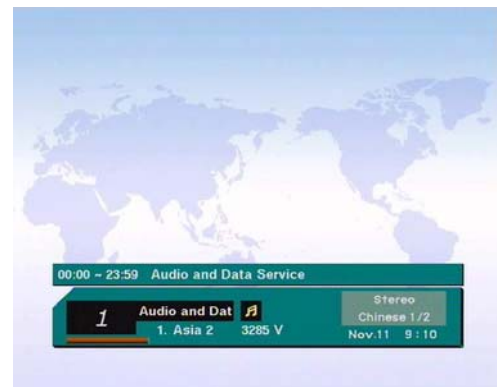 00:00 ~ 23:59 Audio and Data Service
1 Audio and Dat
1. Asia 2 3285 V
Stereo
Chinese 1/2
Nov.11 9:10